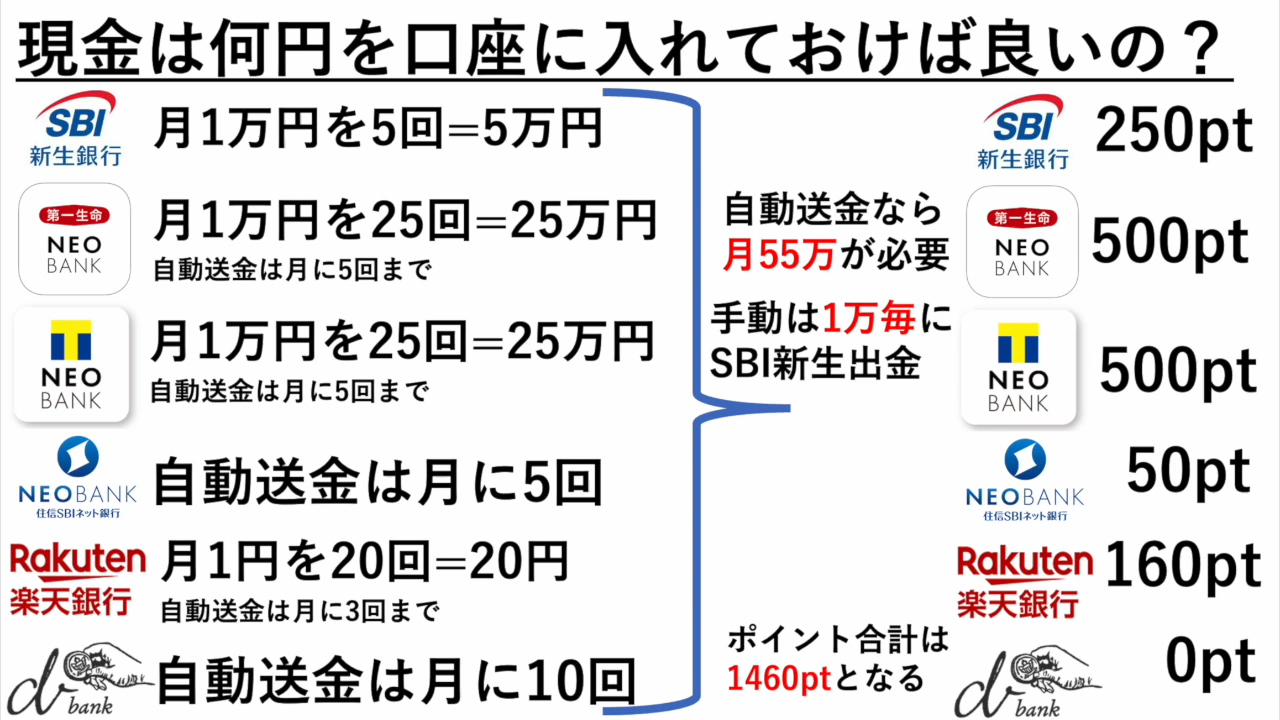 現金は何円を口座に入れておけば良いの？
SBI
新生銀行
月1万円を5回=5万円
第一生命
NEO
BANK
月1万円を25回=25万円
自動送金は月に5回まで
T
NEO
BANK
月1万円を25回=25万円
自動送金は月に5回まで
NEOBANK
住信SBIネット銀行
自動送金は月に5回
Rakuten
楽天銀行
月1円を20回=20円
自動送金は月に3回まで
d bank
自動送金は月に10回
自動送金なら
月55万が必要
手動は1万毎に
SBI新生出金
ポイント合計は
1460ptとなる
SBI
新生銀行
250pt
第一生命
NEO
BANK
500pt
T
NEO
BANK
500pt
NEOBANK
住信SBIネット銀行
50pt
Rakuten
楽天銀行
160pt
d bank
0pt